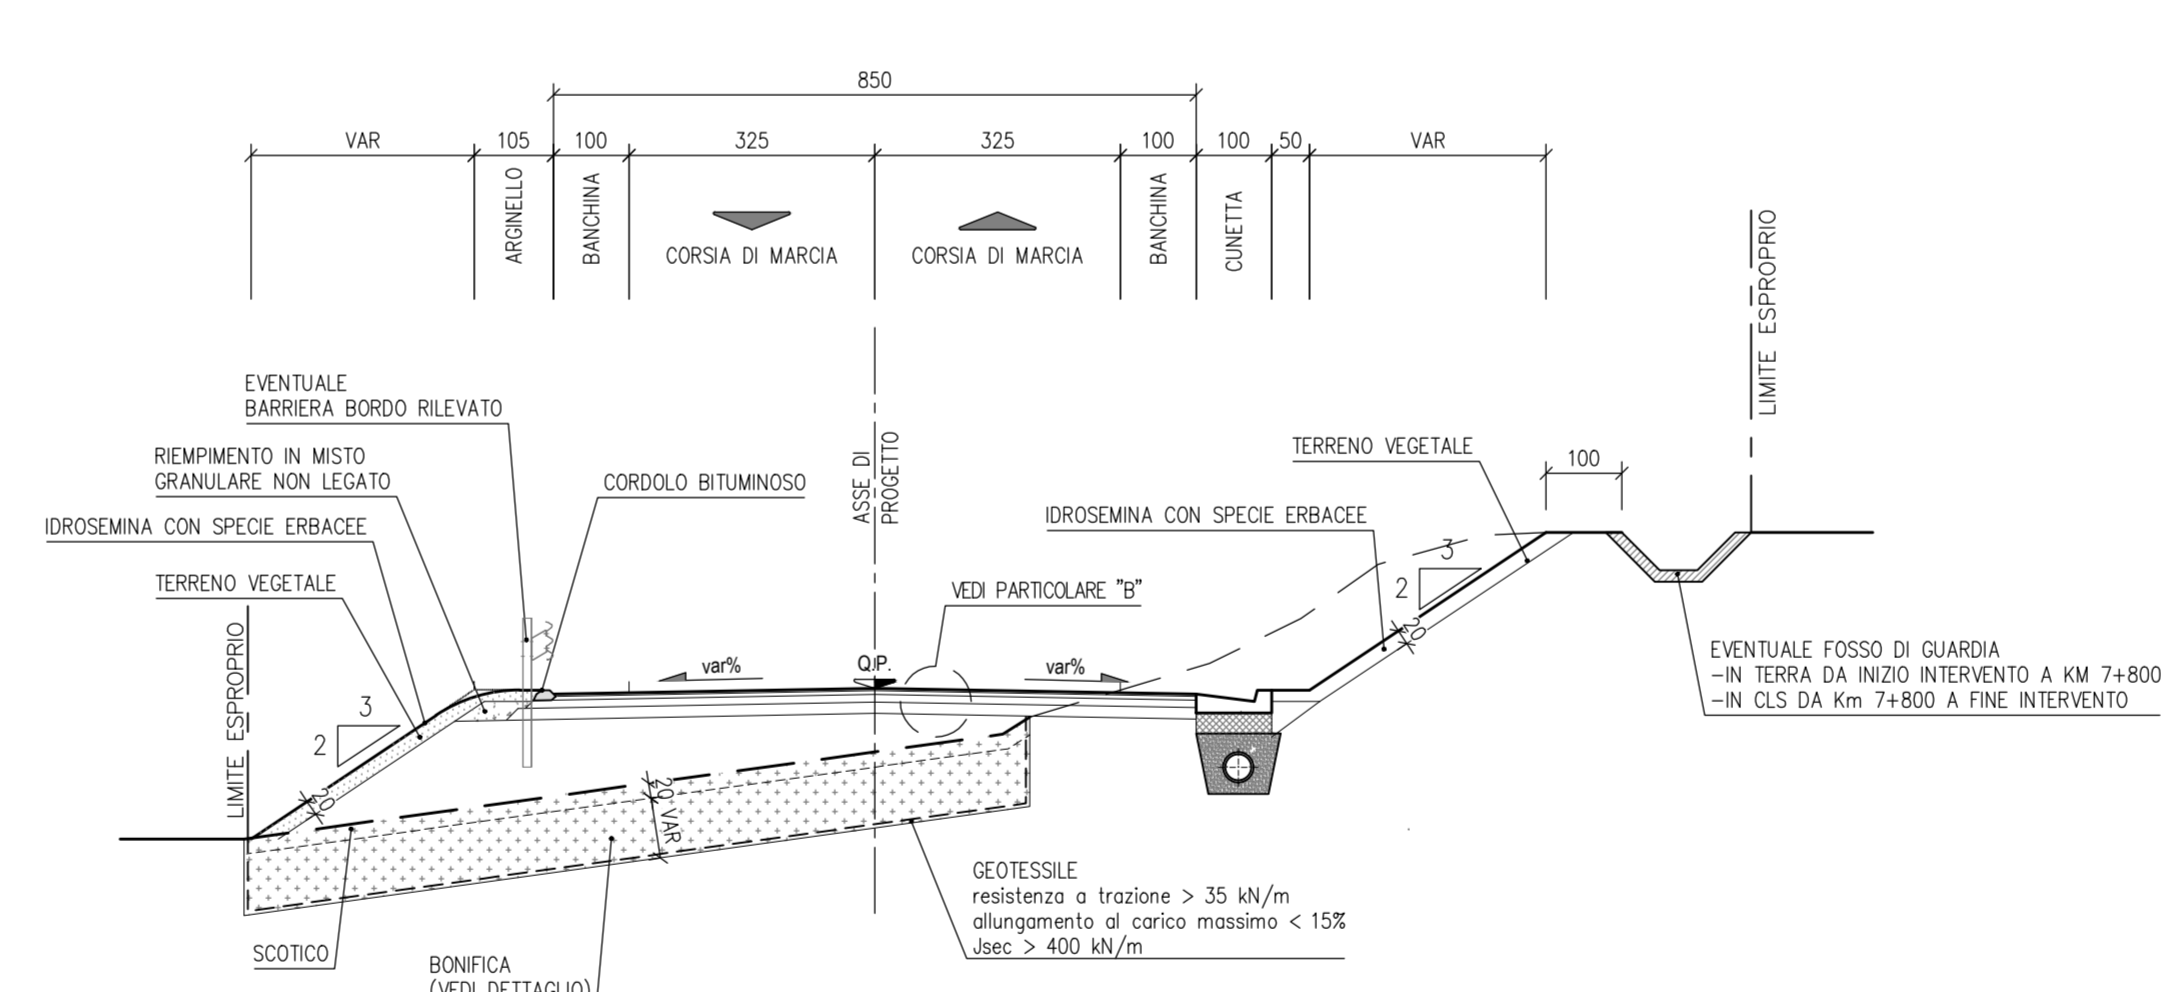 850
VAR
105
100
325
325
100
100
50
VAR
ARGINELLO
BANCHINA
CORSIA DI MARCIA
CORSIA DI MARCIA
BANCHINA
CUNETTA
LIMITE ESPROPRIO
EVENTUALE
BARRIERA BORDO RILEVATO
RIEMPIMENTO IN MISTO
GRANULARE NON LEGATO
CORDOLO BITUMINOSO
ASSE DI
PROGETTO
TERRENO VEGETALE
100
IDROSEMINA CON SPECIE ERBACEE
IDROSEMINA CON SPECIE ERBACEE
3
2
TERRENO VEGETALE
VEDI PARTICOLARE "B"
20
LIMITE ESPROPRIO
var%
Q.P.
var%
EVENTUALE FOSSO DI GUARDIA
-IN TERRA DA INIZIO INTERVENTO A KM 7+800
-IN CLS DA Km 7+800 A FINE INTERVENTO
3
2
20
20 VAR
GEOTESSILE
resistenza a trazione > 35 kN/m
allungamento al carico massimo < 15%
Jsec > 400 kN/m
SCOTICO
BONIFICA
(VEDI DETTAGLIO)